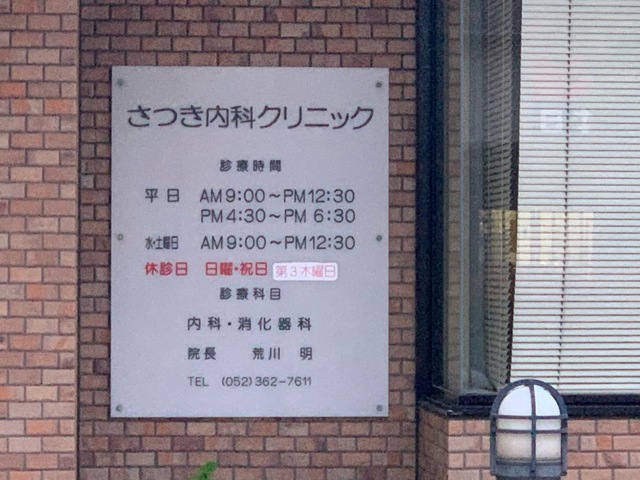 さつき内科クリニック
診療時間
平日 AM9:00～PM12:30
PM4:30～PM 6:30
水・土曜日 AM9:00～PM12:30
休診日 日曜・祝日 第3木曜日
診療科目
内科・消化器科
院長 荒川 明
TEL (052)362-7611